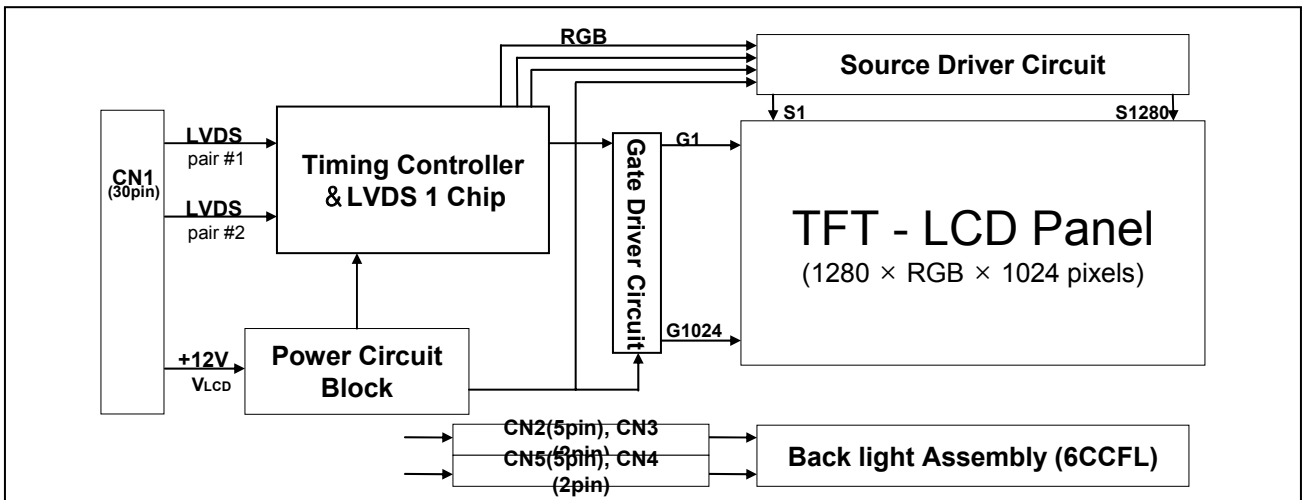 RGB
Source Driver Circuit
S1
S1280
CN1
(30pin)
LVDS
pair #1
LVDS
pair #2
Timing Controller
& LVDS 1 Chip
Gate Driver Circuit
G1
G1024
TFT - LCD Panel
(1280 × RGB × 1024 pixels)
+12V
VLCD
Power Circuit
Block
CN2(5pin), CN3
(2pin)
CN5(5pin), CN4
(2pin)
Back light Assembly (6CCFL)